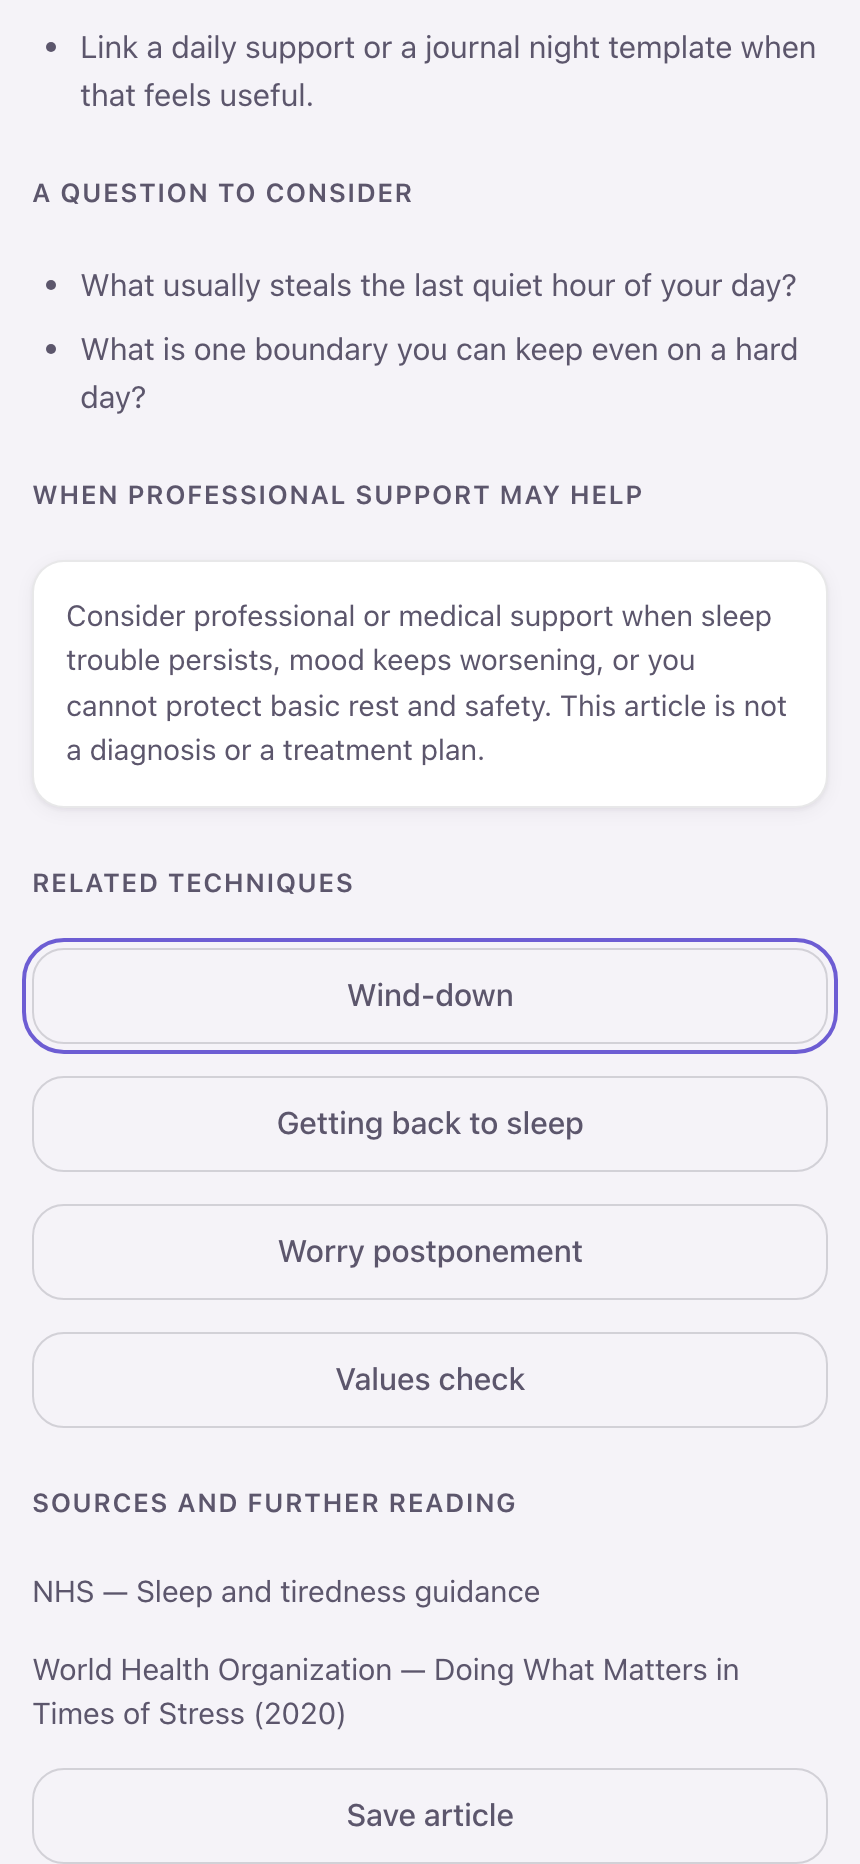 • Link a daily support or a journal night template when
that feels useful.
A QUESTION TO CONSIDER
• What usually steals the last quiet hour of your day?
• What is one boundary you can keep even on a hard
day?
WHEN PROFESSIONAL SUPPORT MAY HELP
Consider professional or medical support when sleep
trouble persists, mood keeps worsening, or you
cannot protect basic rest and safety. This article is not
a diagnosis or a treatment plan.
RELATED TECHNIQUES
Wind-down
Getting back to sleep
Worry postponement
Values check
SOURCES AND FURTHER READING
NHS — Sleep and tiredness guidance
World Health Organization — Doing What Matters in
Times of Stress (2020)
Save article